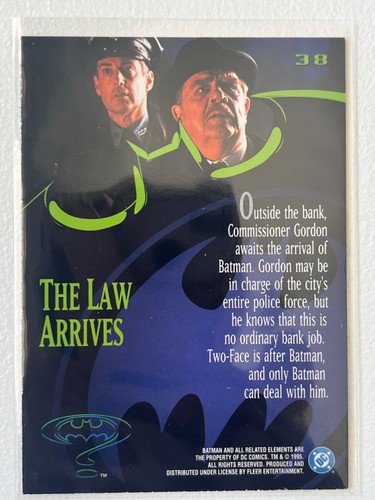 38
THE LAW
ARRIVES
Outside the bank,
Commissioner Gordon
awaits the arrival of
Batman. Gordon may be
in charge of the city's
entire police force, but
he knows that this is
no ordinary bank job.
Two-Face is after Batman,
and only Batman
can deal with him.
TM
BATMAN AND ALL RELATED ELEMENTS ARE
THE PROPERTY OF DC COMICS. TM & © 1995.
ALL RIGHTS RESERVED. PRODUCED AND
DISTRIBUTED UNDER LICENSE BY FLEER ENTERTAINMENT.
DC